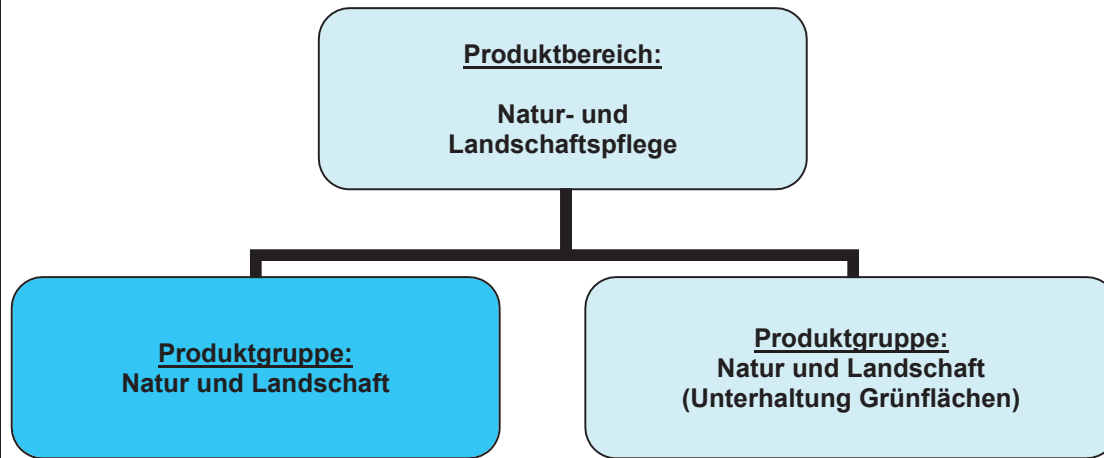 Produktbereich:
Natur- und
Landschaftspflege
Produktgruppe:
Natur und Landschaft
Produktgruppe:
Natur und Landschaft
(Unterhaltung Grünflächen)